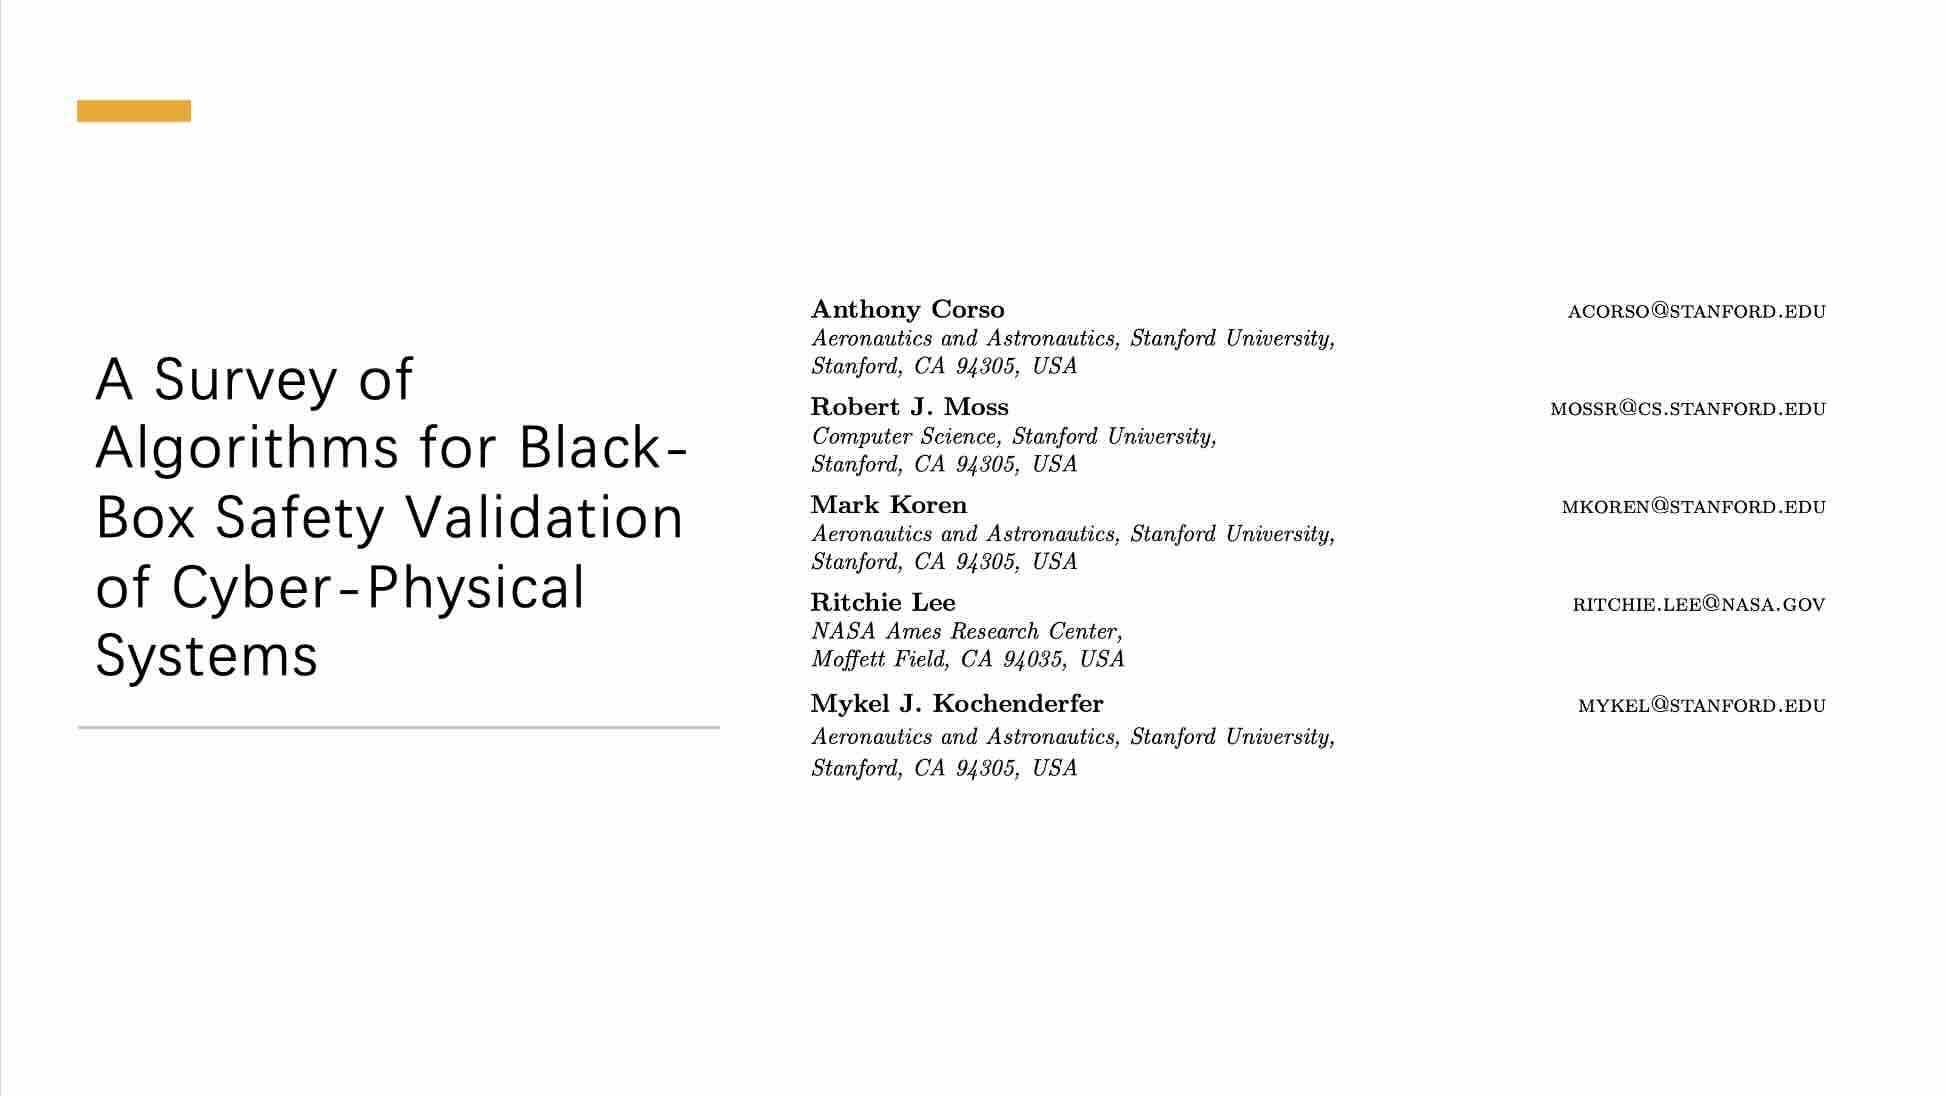 A Survey of
Algorithms for Black-
Box Safety Validation
of Cyber-Physical
Systems
Anthony Corso ACORSO@STANFORD.EDU
Aeronautics and Astronautics, Stanford University,
Stanford, CA 94305, USA
Robert J. Moss MOSSR@CS.STANFORD.EDU
Computer Science, Stanford University,
Stanford, CA 94305, USA
Mark Koren MKOREN@STANFORD.EDU
Aeronautics and Astronautics, Stanford University,
Stanford, CA 94305, USA
Ritchie Lee RITCHIE.LEE@NASA.GOV
NASA Ames Research Center,
Moffett Field, CA 94035, USA
Mykel J. Kochenderfer MYKEL@STANFORD.EDU
Aeronautics and Astronautics, Stanford University,
Stanford, CA 94305, USA